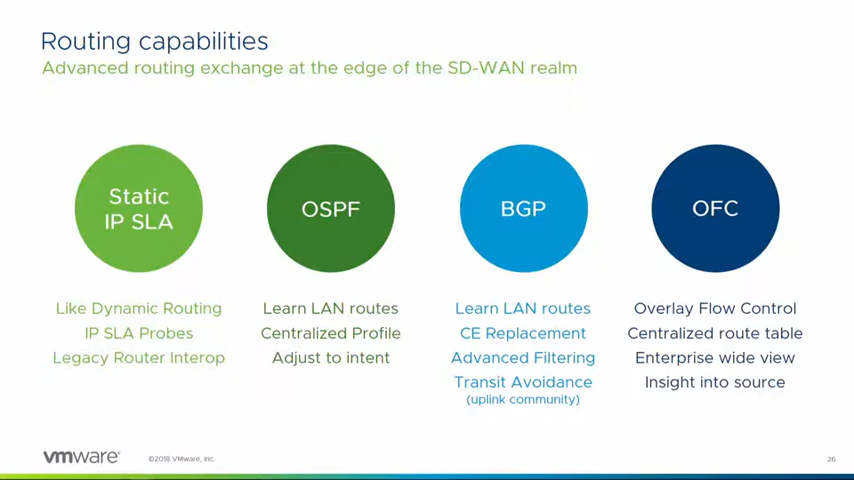 Routing capabilities
Advanced routing exchange at the edge of the SD-WAN realm
Static
IP SLA
OSPF
BGP
OFC
Like Dynamic Routing
IP SLA Probes
Legacy Router Interop
Learn LAN routes
Centralized Profile
Adjust to intent
Learn LAN routes
CE Replacement
Advanced Filtering
Transit Avoidance
(uplink community)
Overlay Flow Control
Centralized route table
Enterprise wide view
Insight into source
vmware
©2018 VMware, Inc.
26